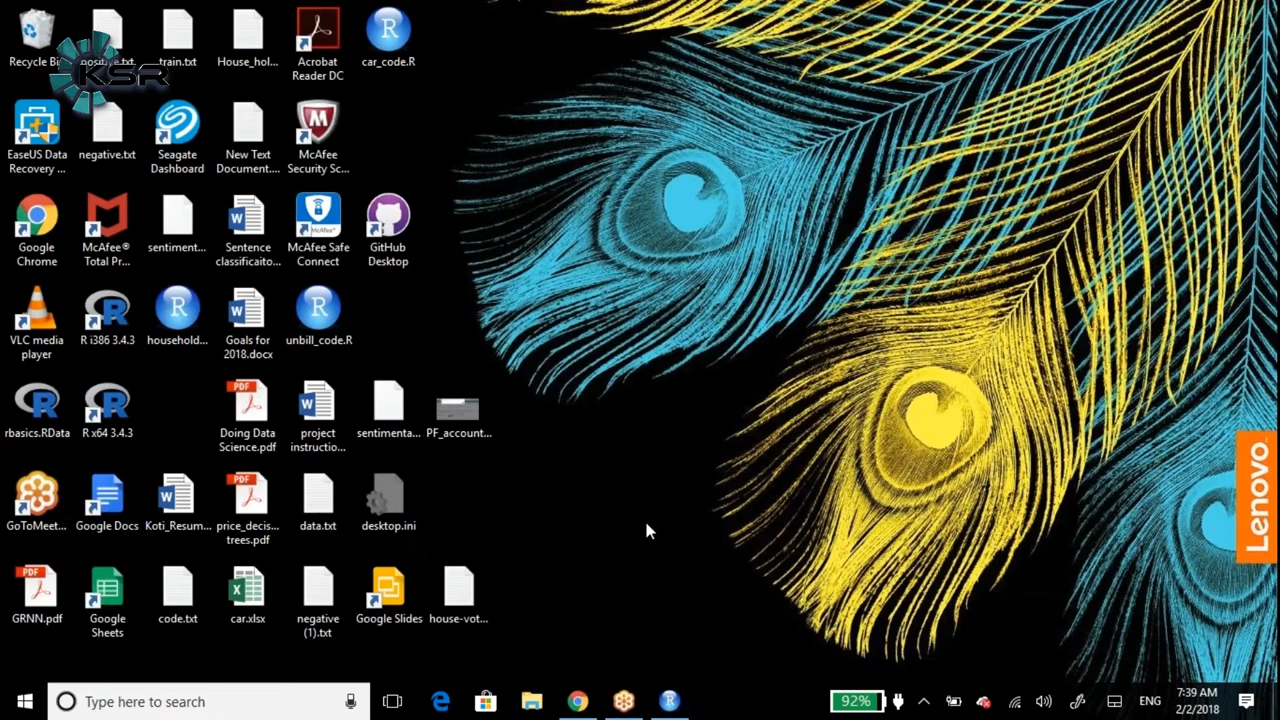 Recycle Bin
positive.txt
train.txt
House_hol...
Acrobat
Reader DC
car_code.R
KSR
EaseUS Data
Recovery ...
negative.txt
Seagate
Dashboard
New Text
Document....
McAfee
Security Sc...
Google
Chrome
McAfee®
Total Pr...
sentiment...
Sentence
classificaito...
McAfee Safe
Connect
GitHub
Desktop
VLC media
player
R i386 3.4.3
household...
Goals for
2018.docx
unbill_code.R
rbasics.RData
R x64 3.4.3
Doing Data
Science.pdf
project
instructio...
sentimenta...
PF_account...
GoToMeet...
Google Docs
Koti_Resum...
price_decis...
trees.pdf
data.txt
desktop.ini
GRNN.pdf
Google
Sheets
code.txt
car.xlsx
negative
(1).txt
Google Slides
house-vot...
Lenovo
Type here to search
92%
ENG
7:39 AM
2/2/2018